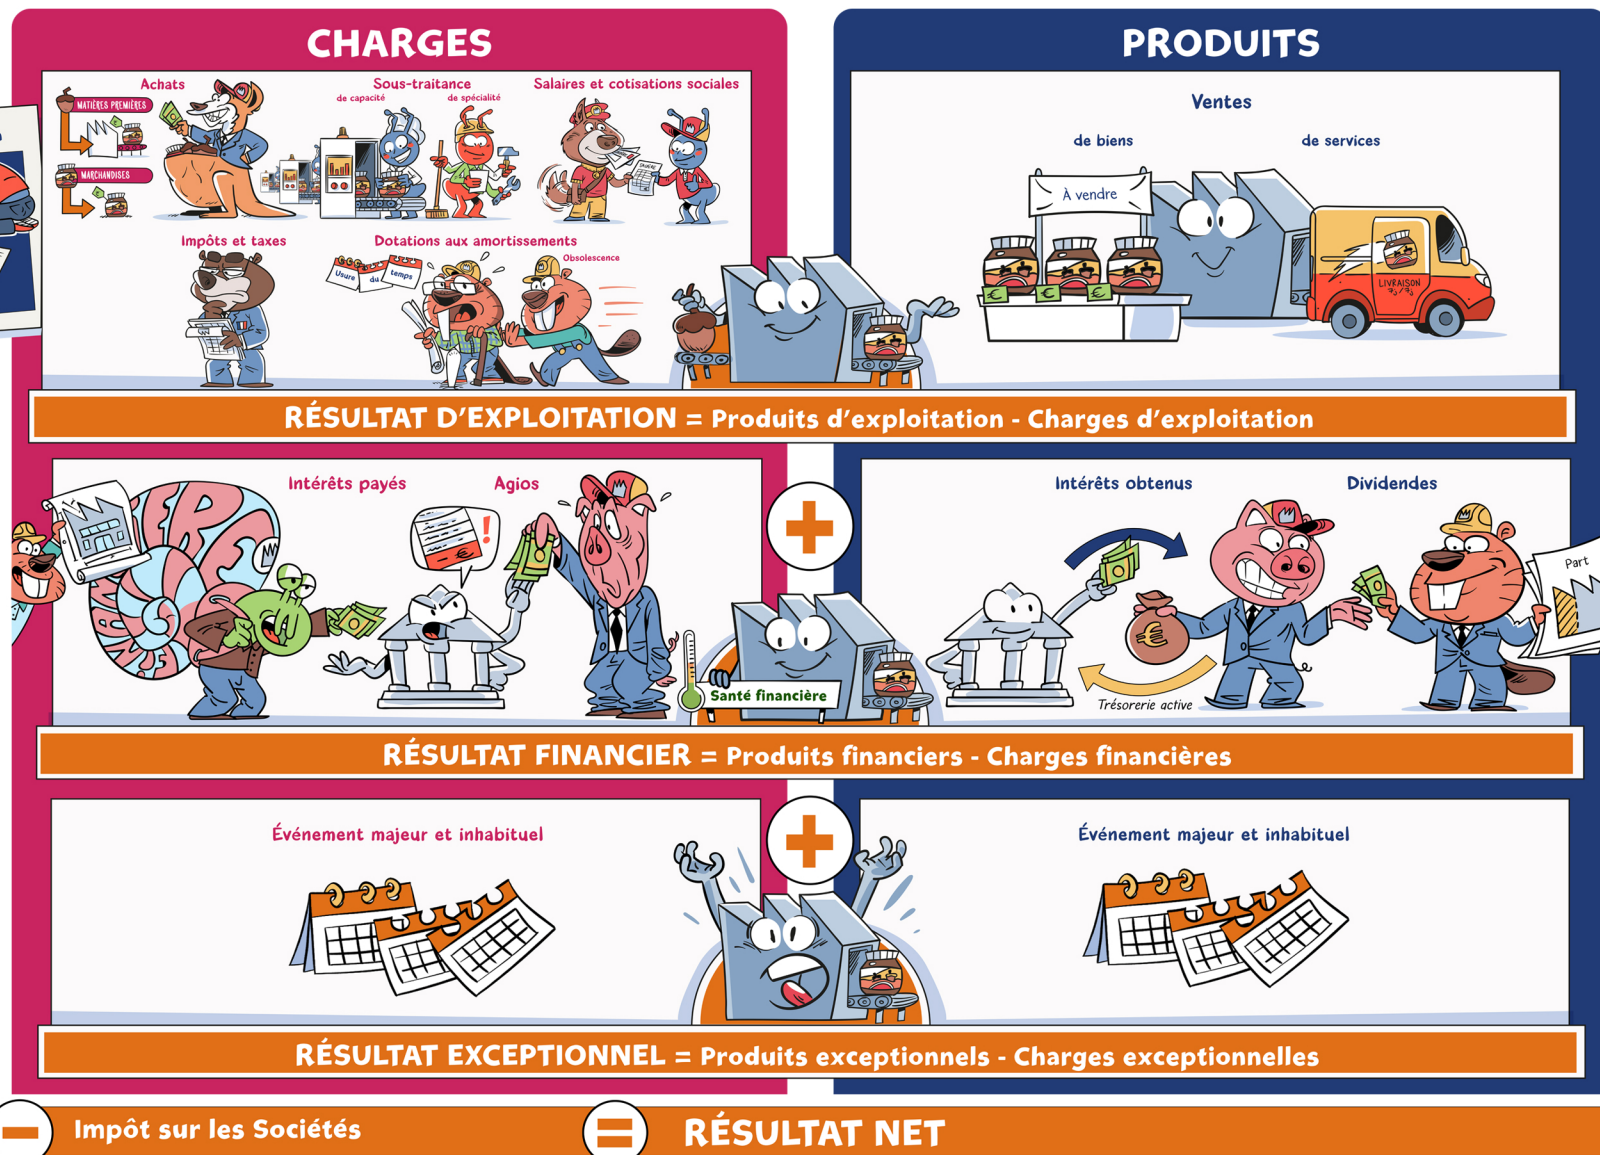 CHARGES
PRODUITS
Achats
MATIÈRES PREMIÈRES
MARCHANDISES
Sous-traitance
de capacité
de spécialité
Salaires et cotisations sociales
Impôts et taxes
Dotations aux amortissements
Usure
du
temps
Obsolescence
Ventes
de biens
de services
À vendre
€
€
€
LIVRAISON
7j/7j
RÉSULTAT D'EXPLOITATION = Produits d'exploitation - Charges d'exploitation
Intérêts payés
Agios
!
€
Intérêts obtenus
Dividendes
€
Part
Trésorerie active
Santé financière
RÉSULTAT FINANCIER = Produits financiers - Charges financières
Événement majeur et inhabituel
Événement majeur et inhabituel
RÉSULTAT EXCEPTIONNEL = Produits exceptionnels - Charges exceptionnelles
- Impôt sur les Sociétés
= RÉSULTAT NET